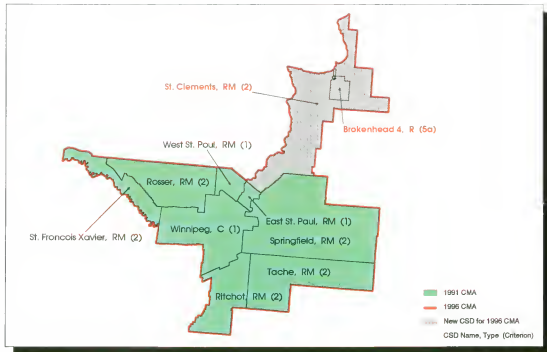 St. Clements, RM (2)
Brokenhead 4, R (5a)
West St. Paul, RM (1)
Rosser, RM (2)
East St. Paul, RM (1)
Winnipeg, C (1)
St. Francois Xavier, RM (2)
Springfield, RM (2)
Tache, RM (2)
Ritchot, RM (2)
1991 CMA
1996 CMA
New CSD for 1996 CMA
CSD Name, Type (Criterion)